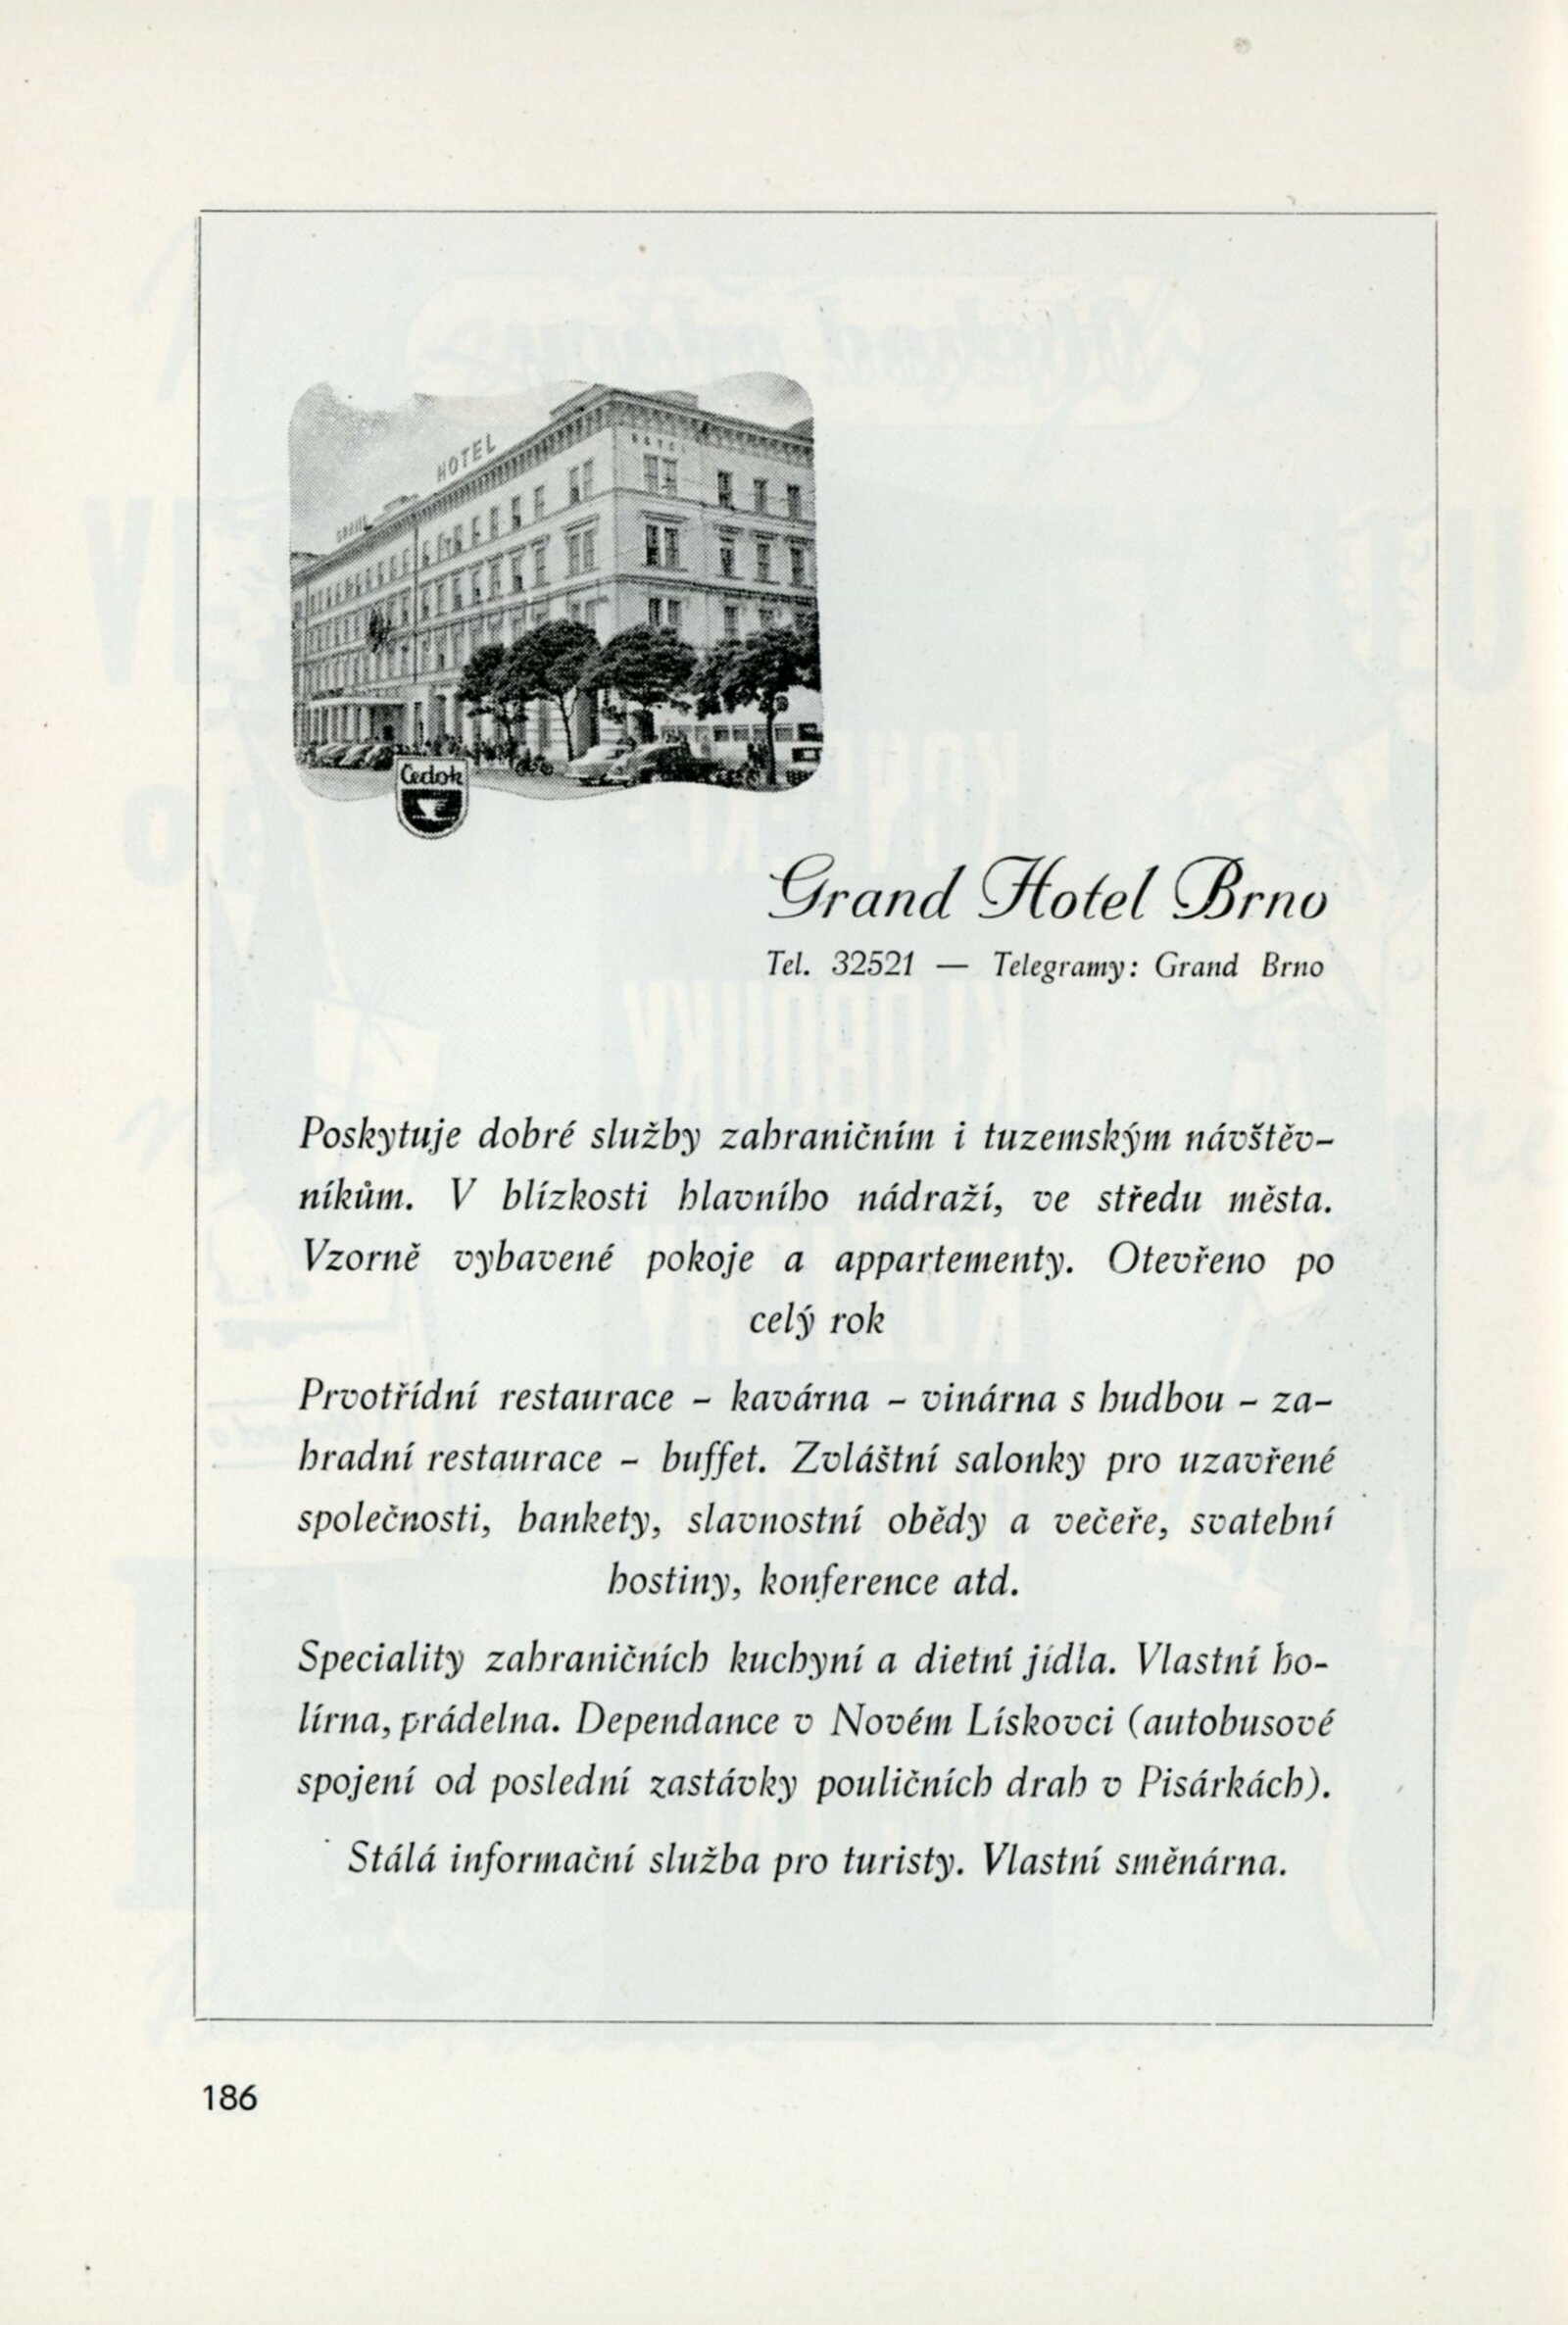 GRAND
HOTEL
HOTEL
Čedok
Grand Hotel Brno
Tel. 32521 — Telegramy: Grand Brno
Poskytuje dobré služby zahraničním i tuzemským návštěv-
níkům. V blízkosti hlavního nádraží, ve středu města.
Vzorně vybavené pokoje a appartementy. Otevřeno po
celý rok
Prvotřídní restaurace – kavárna – vinárna s hudbou – za-
hradní restaurace – buffet. Zvláštní salonky pro uzavřené
společnosti, bankety, slavnostní obědy a večeře, svatební
hostiny, konference atd.
Speciality zahraničních kuchyní a dietní jídla. Vlastní ho-
lírna, prádelna. Dependance v Novém Lískovci (autobusové
spojení od poslední zastávky pouličních drah v Pisárkách).
Stálá informační služba pro turisty. Vlastní směnárna.
186